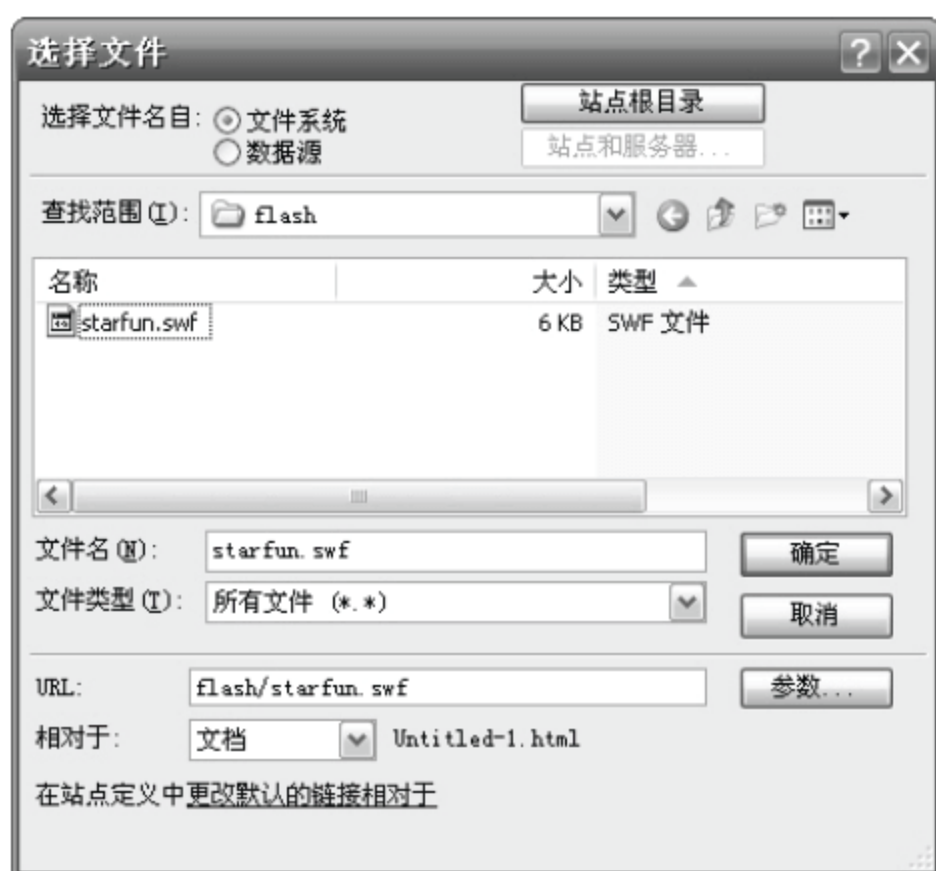 选择文件
选择文件名自: 文件系统 站点根目录
数据源 站点和服务器...
查找范围(I): flash
名称 大小 类型
starfun.swf 6 KB SWF 文件
文件名(N): starfun.swf 确定
文件类型(T): 所有文件 (*.*) 取消
URL: flash/starfun.swf 参数...
相对于: 文档 Untitled-1.html
在站点定义中更改默认的链接相对于